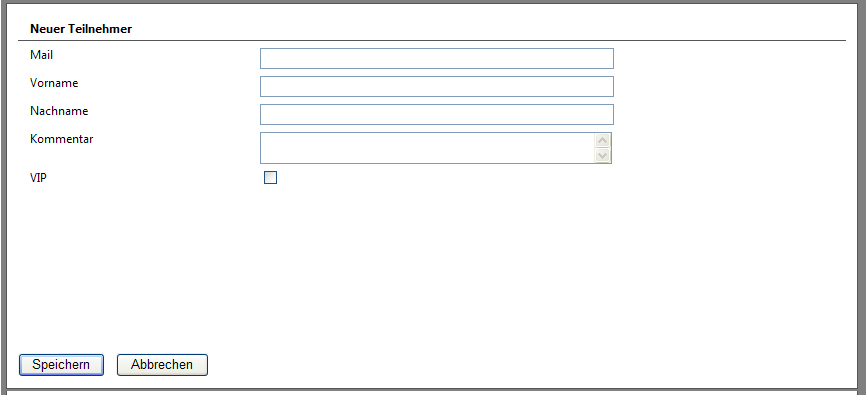 Neuer Teilnehmer
Mail
Vorname
Nachname
Kommentar
VIP
Speichern Abbrechen